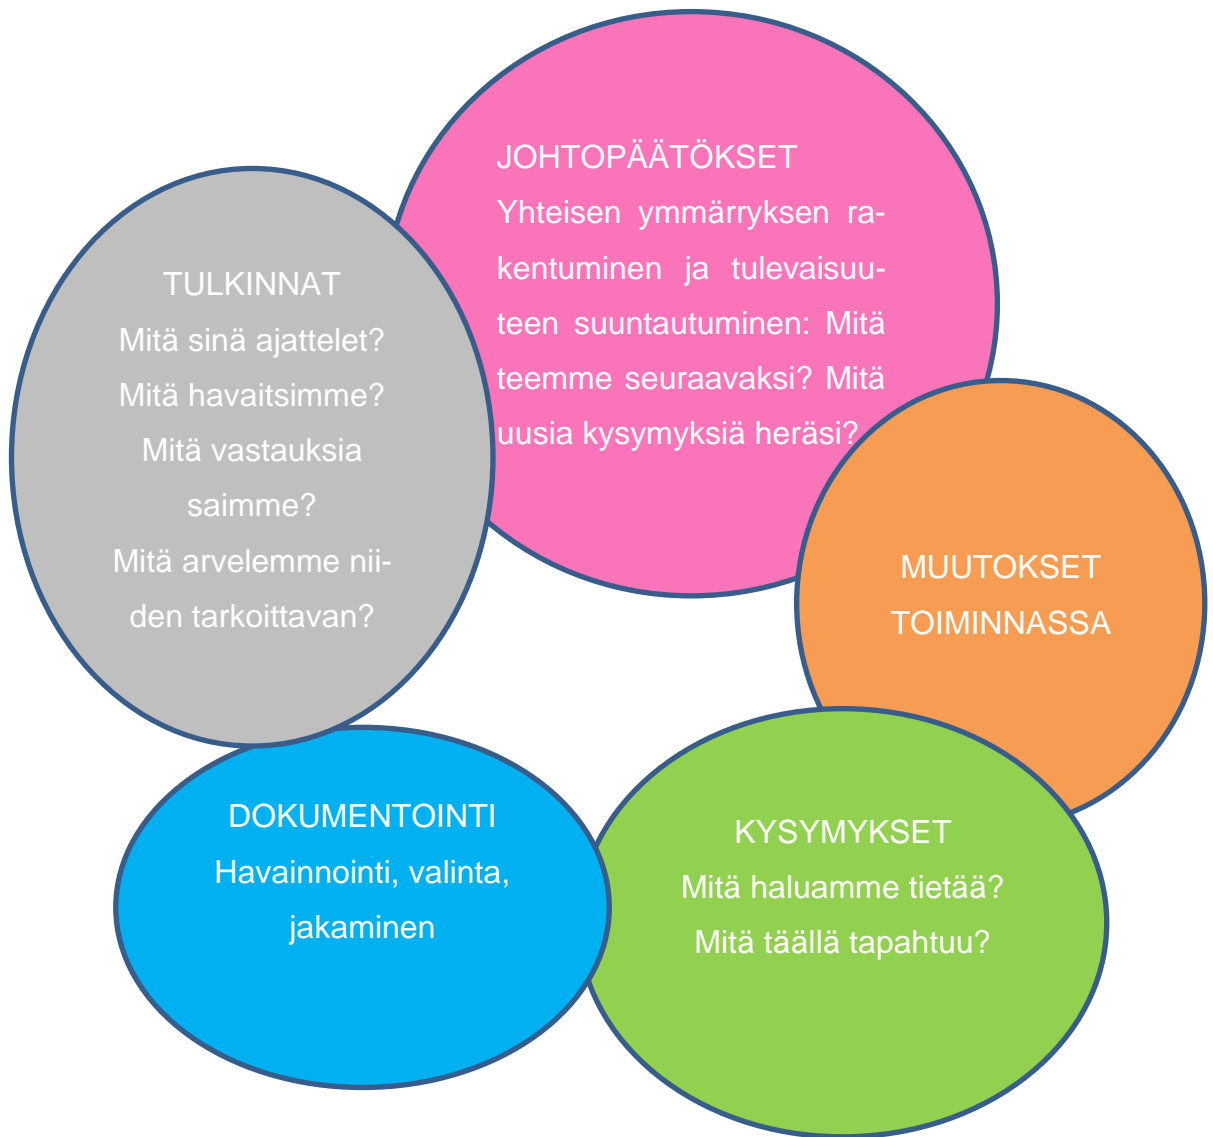 JOHTOPÄÄTÖKSET
Yhteisen ymmärryksen ra-
kentuminen ja tulevaisuu-
teen suuntautuminen: Mitä
teemme seuraavaksi? Mitä
uusia kysymyksiä heräsi?
TULKINNAT
Mitä sinä ajattelet?
Mitä havaitsimme?
Mitä vastauksia
saimme?
Mitä arvelemme nii-
den tarkoittavan?
MUUTOKSET
TOIMINNASSA
DOKUMENTOINTI
Havainnointi, valinta,
jakaminen
KYSYMYKSET
Mitä haluamme tietää?
Mitä täällä tapahtuu?